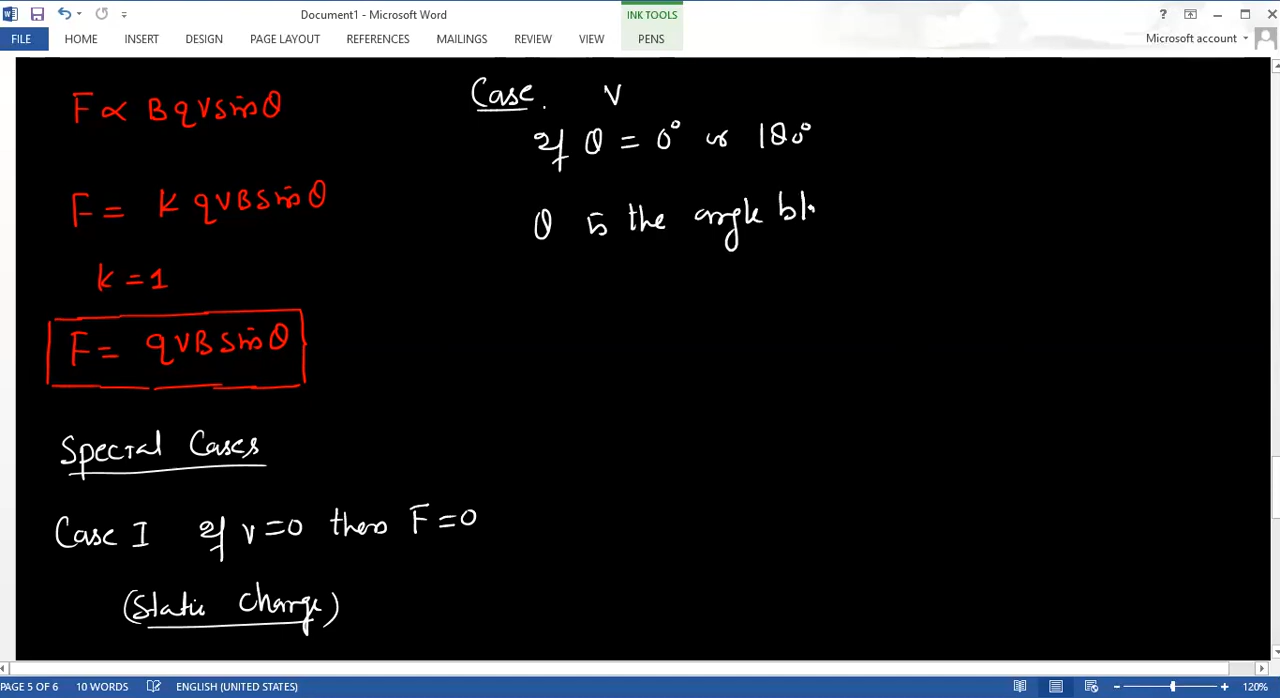 Document1 - Microsoft Word
INK TOOLS
FILE HOME INSERT DESIGN PAGE LAYOUT REFERENCES MAILINGS REVIEW VIEW PENS
Microsoft account
F ∝ BqVsinθ
F = K qVBsinθ
k = 1
F = qVBsinθ
Special Cases
Case I if v=0 then F=0
(Static Charge)
Case. V
if θ = 0° or 180°
θ is the angle b/
PAGE 5 OF 6 10 WORDS ENGLISH (UNITED STATES) 120%